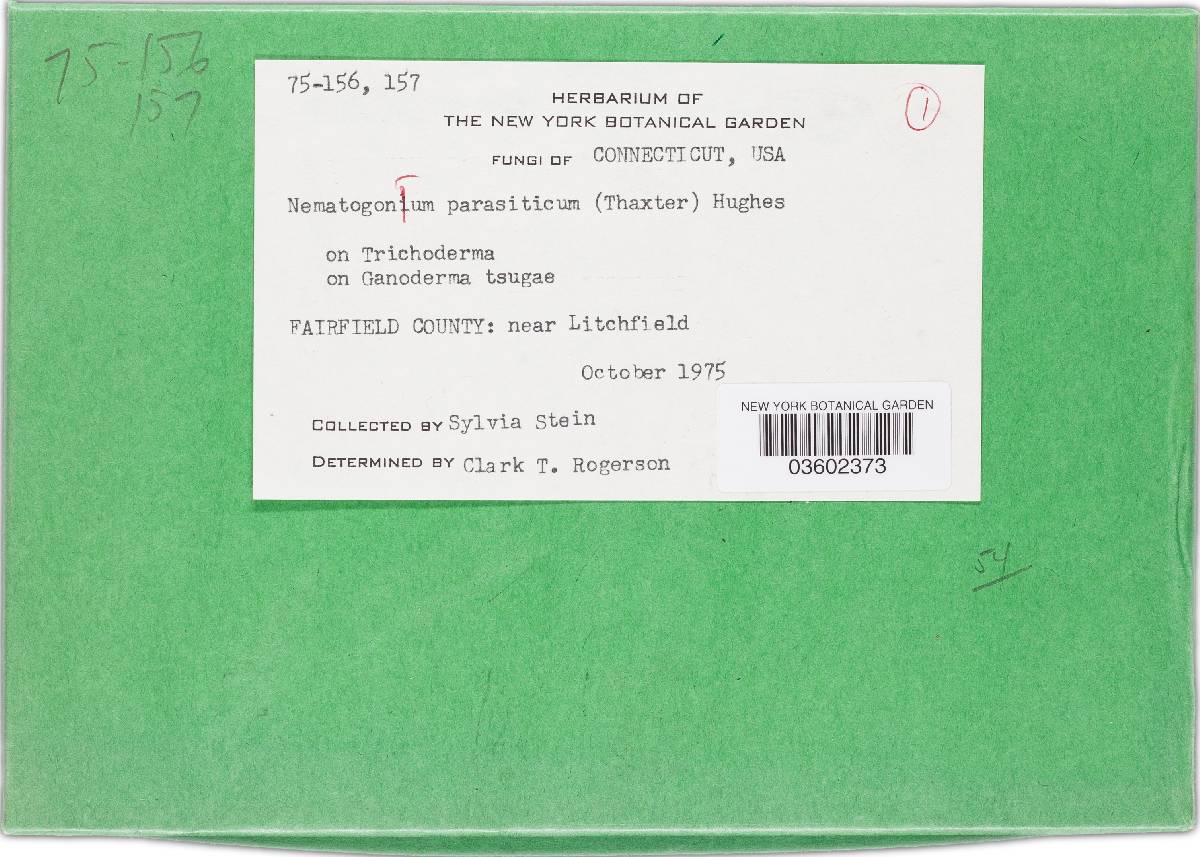 75-156
157
75-156, 157
1
HERBARIUM OF
THE NEW YORK BOTANICAL GARDEN
FUNGI OF CONNECTICUT, USA
Nematogonium parasiticum (Thaxter) Hughes
on Trichoderma
on Ganoderma tsugae
FAIRFIELD COUNTY: near Litchfield
October 1975
COLLECTED BY Sylvia Stein
DETERMINED BY Clark T. Rogerson
NEW YORK BOTANICAL GARDEN
03602373
54